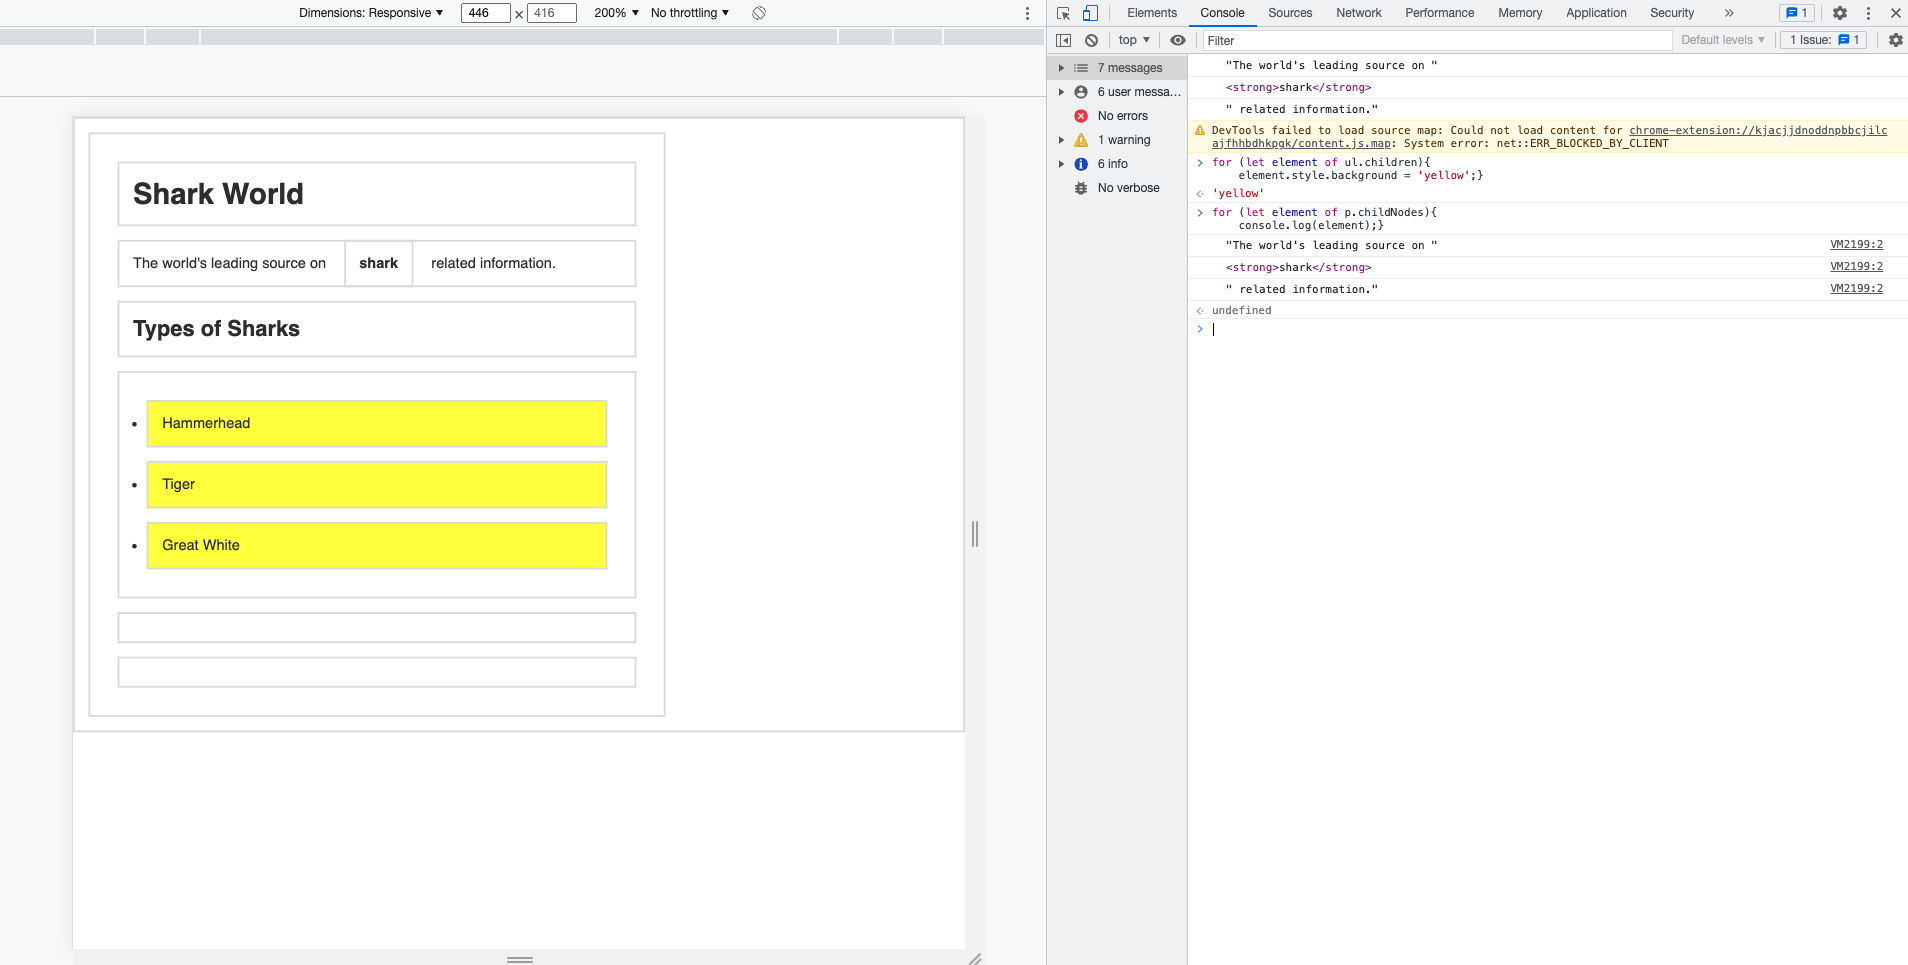 Dimensions: Responsive ▼ 446 × 416 200% ▼ No throttling ▼
Elements Console Sources Network Performance Memory Application Security » 1
top ▼ Filter Default levels ▼ 1 Issue: 1
Shark World
The world's leading source on shark related information.
Types of Sharks
• Hammerhead
• Tiger
• Great White
7 messages
6 user messa...
No errors
1 warning
6 info
No verbose
"The world's leading source on "
<strong>shark</strong>
" related information."
DevTools failed to load source map: Could not load content for chrome-extension://kjacjjdnoddnpbbcjilc
ajfhhbdhkpgk/content.js.map: System error: net::ERR_BLOCKED_BY_CLIENT
> for (let element of ul.children){
element.style.background = 'yellow';}
'yellow'
> for (let element of p.childNodes){
console.log(element);}
"The world's leading source on " VM2199:2
<strong>shark</strong> VM2199:2
" related information." VM2199:2
undefined
>